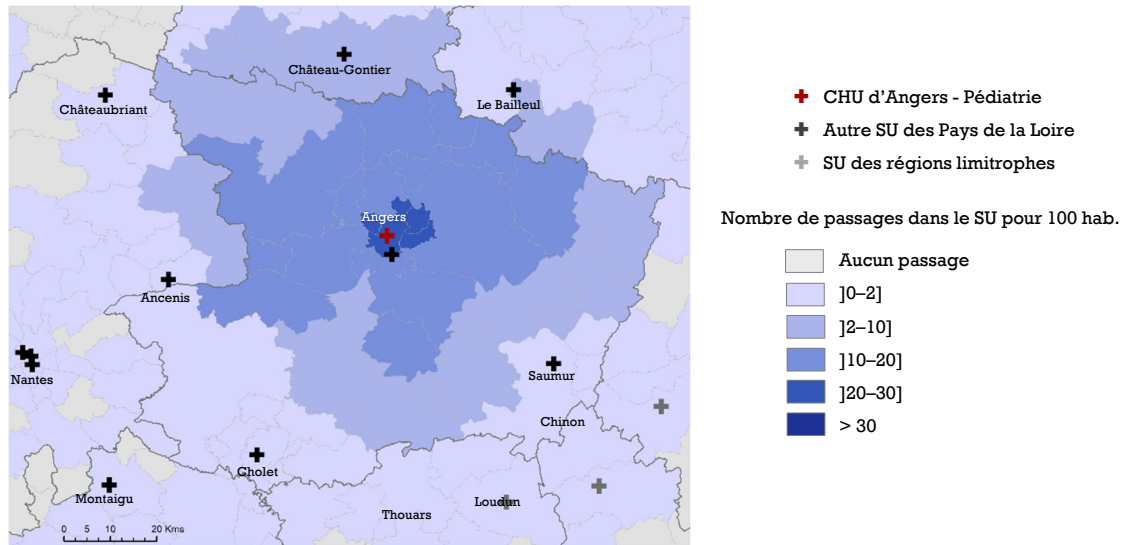 Château-Gontier
Châteaubriant
Le Bailleul
Angers
Ancenis
Nantes
Saumur
Chinon
Cholet
Montaigu
Loudun
Thouars
0 5 10 20 Kms
CHU d'Angers - Pédiatrie
Autre SU des Pays de la Loire
SU des régions limitrophes
Nombre de passages dans le SU pour 100 hab.
Aucun passage
]0–2]
]2–10]
]10–20]
]20–30]
> 30